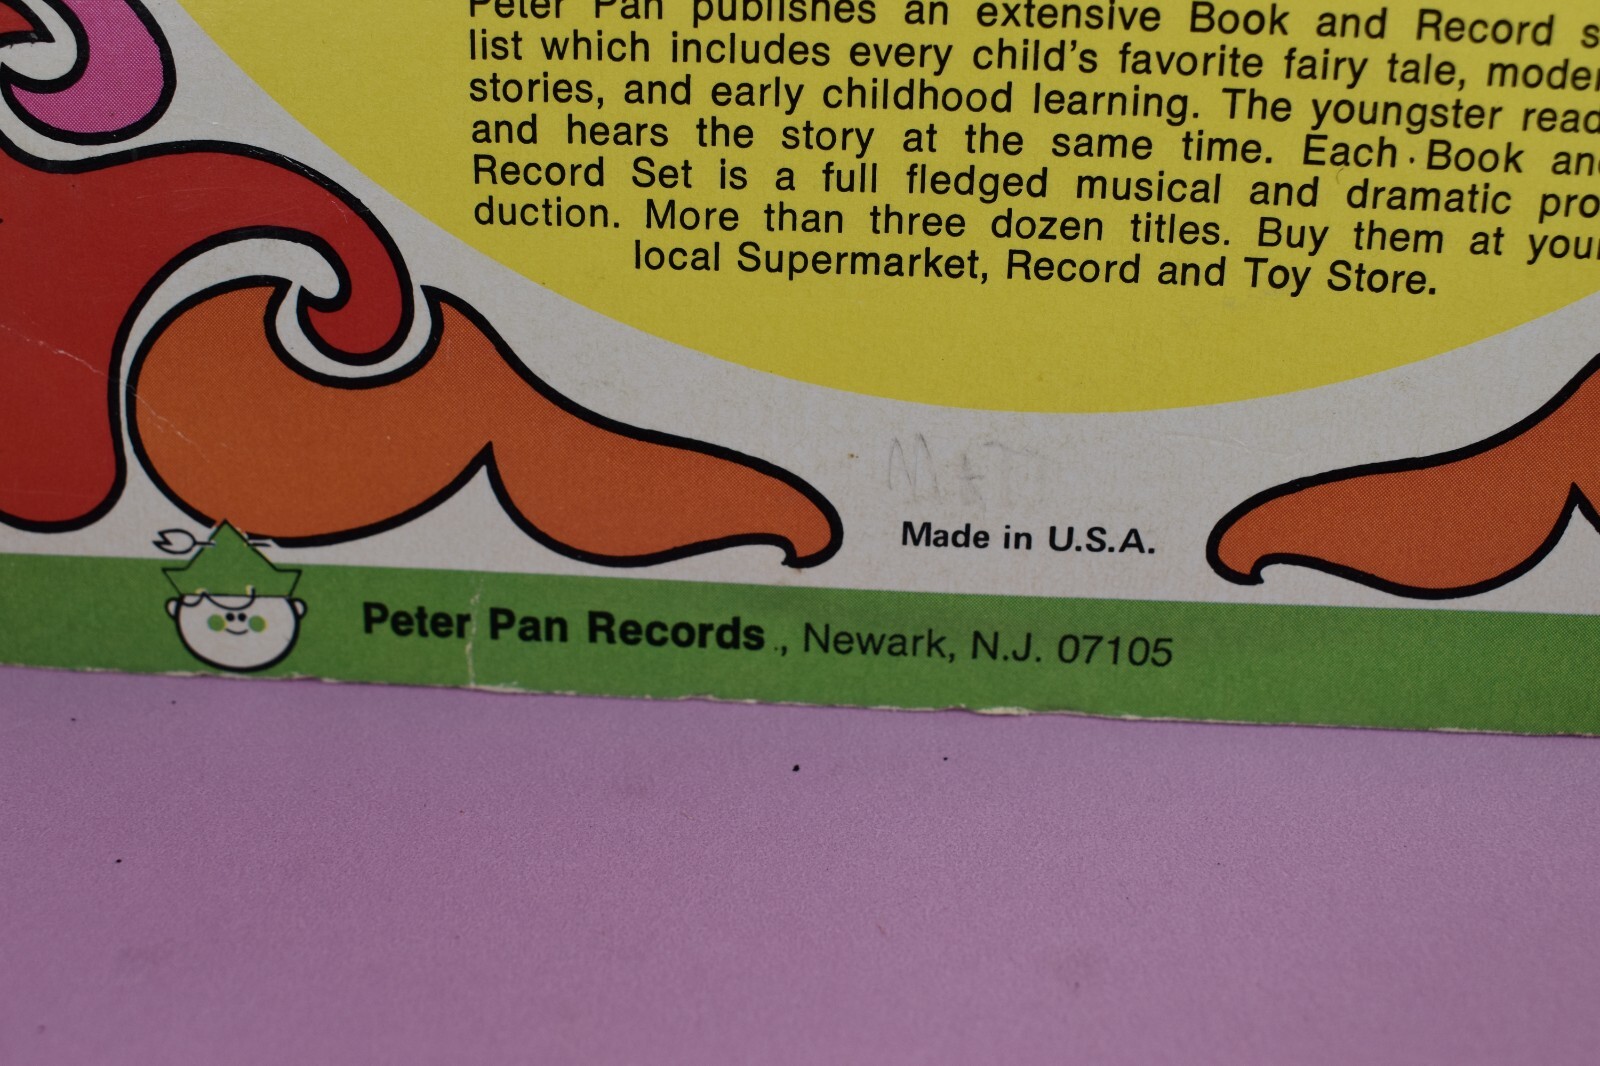 Peter Pan publishes an extensive Book and Record s
list which includes every child's favorite fairy tale, moder
stories, and early childhood learning. The youngster read
and hears the story at the same time. Each Book an
Record Set is a full fledged musical and dramatic pro-
duction. More than three dozen titles. Buy them at your
local Supermarket, Record and Toy Store.
Made in U.S.A.
Peter Pan Records., Newark, N.J. 07105